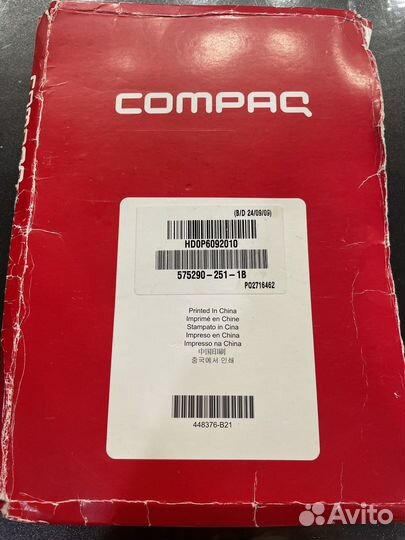 COMPAQ
(B/D 24/09/09)
HD0P6092010
575290-251-1B
PO2716462
Printed In China
Imprimé en Chine
Stampato in Cina
Impreso en China
Impresso na China
中国印刷
중국에서 인쇄
448376-B21
Avito